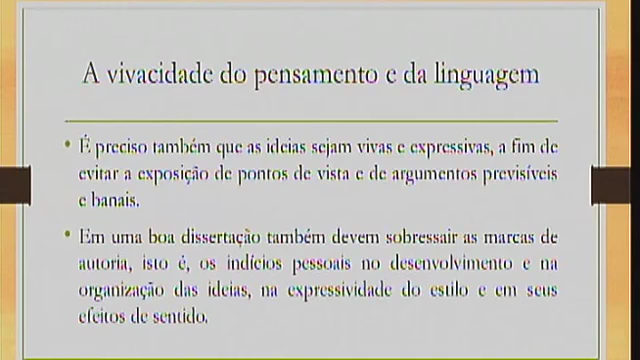 A vivacidade do pensamento e da linguagem
• É preciso também que as ideias sejam vivas e expressivas, a fim de
evitar a exposição de pontos de vista e de argumentos previsíveis
e banais.
• Em uma boa dissertação também devem sobressair as marcas de
autoria, isto é, os indícios pessoais no desenvolvimento e na
organização das ideias, na expressividade do estilo e em seus
efeitos de sentido.